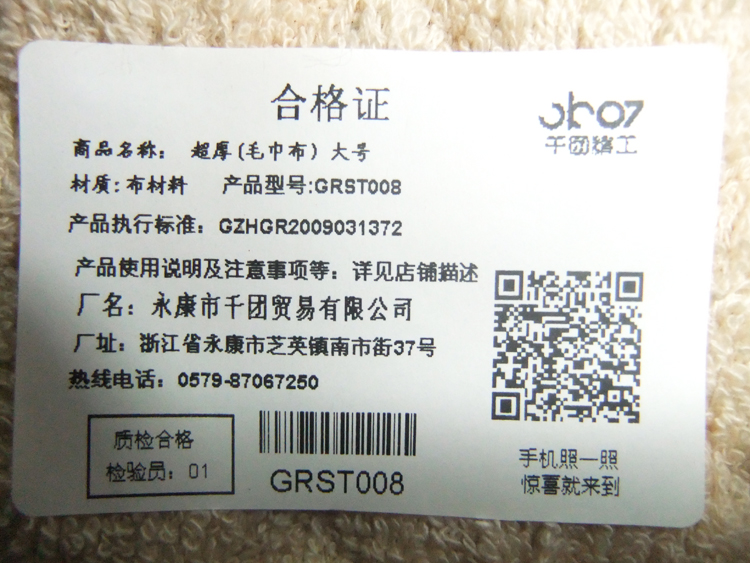 合格证
千团精工
商品名称： 超厚(毛巾布) 大号
材质:布材料 产品型号:GRST008
产品执行标准：GZHGR2009031372
产品使用说明及注意事项等：详见店铺描述
厂名：永康市千团贸易有限公司
厂址：浙江省永康市芝英镇南市街37号
热线电话：0579-87067250
质检合格
检验员：01
GRST008
手机照一照
惊喜就来到